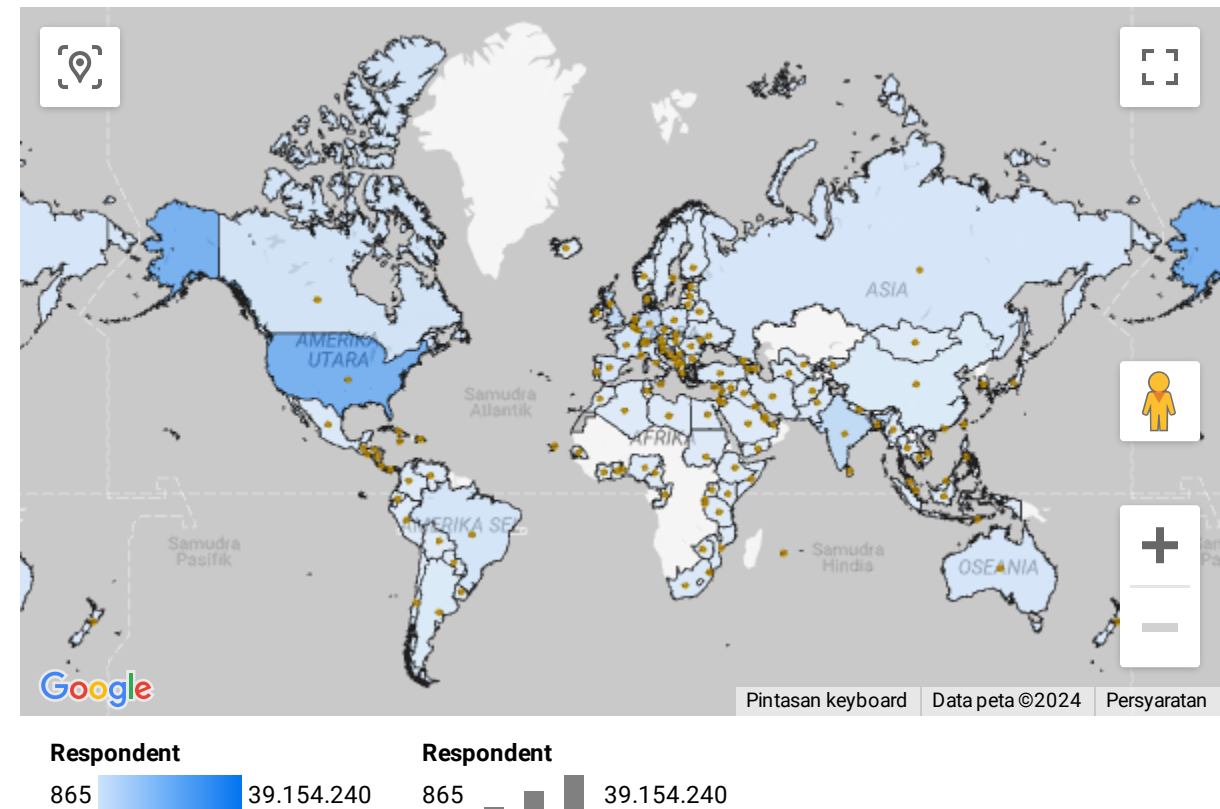 ASIA
AMERIKA
UTARA
Samudra
Atlantik
AFRIKA
AMERIKA SEL
Samudra
Pasifik
Samudra
Hindia
OSEANIA
Google
Pintasan keyboard
Data peta ©2024
Persyaratan
Respondent
Respondent
865
39.154.240
865
39.154.240